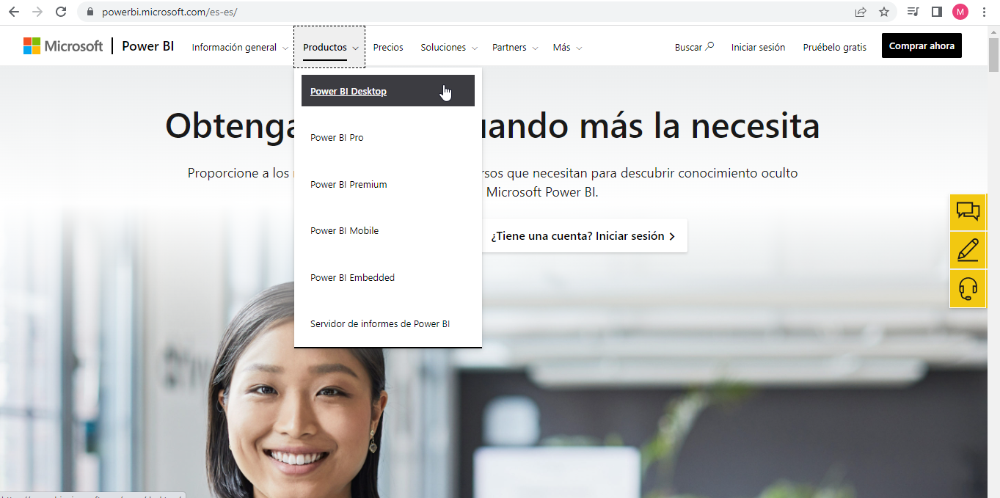 powerbi.microsoft.com/es-es/
M
Microsoft
Power BI
Información general
Productos
Precios
Soluciones
Partners
Más
Buscar
Iniciar sesión
Pruébelo gratis
Comprar ahora
Power BI Desktop
Power BI Pro
Power BI Premium
Power BI Mobile
Power BI Embedded
Servidor de informes de Power BI
más la necesita
Proporcione a los
que necesitan para descubrir conocimiento oculto
Microsoft Power BI.
¿Tiene una cuenta? Iniciar sesión